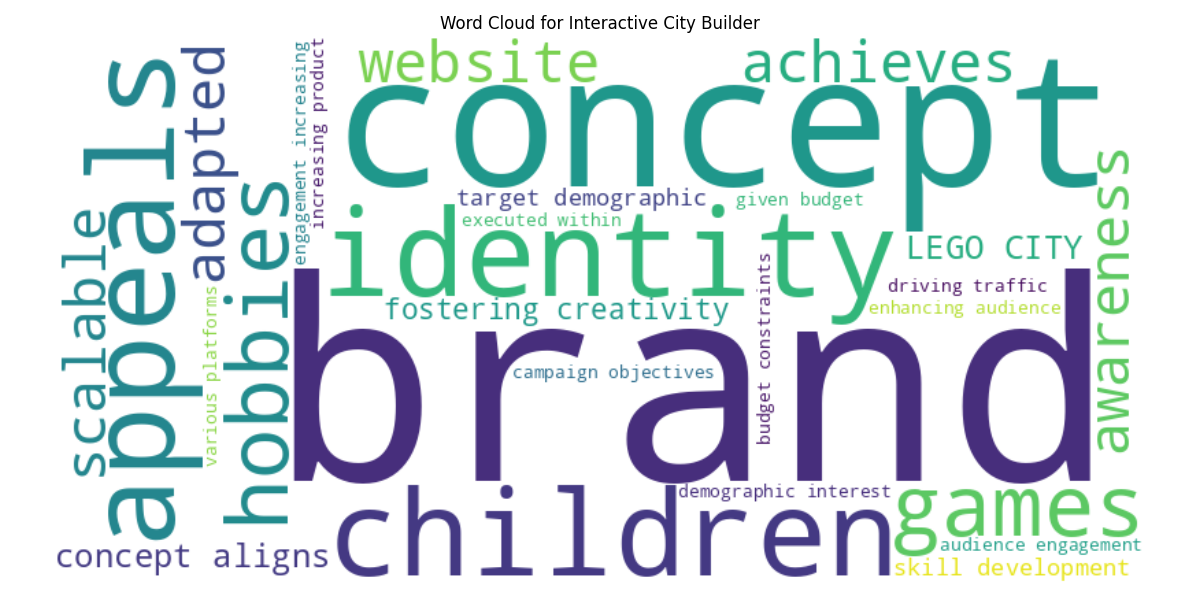 Word Cloud for Interactive City Builder
website
achieves
concept
appeals
adapted
engagement increasing
increasing product
target demographic
given budget
executed within
identity
LEGO CITY
awareness
scalable
hobbies
various platforms
driving traffic
enhancing audience
fostering creativity
budget constraints
brand
campaign objectives
children
demographic interest
games
concept aligns
audience engagement
skill development